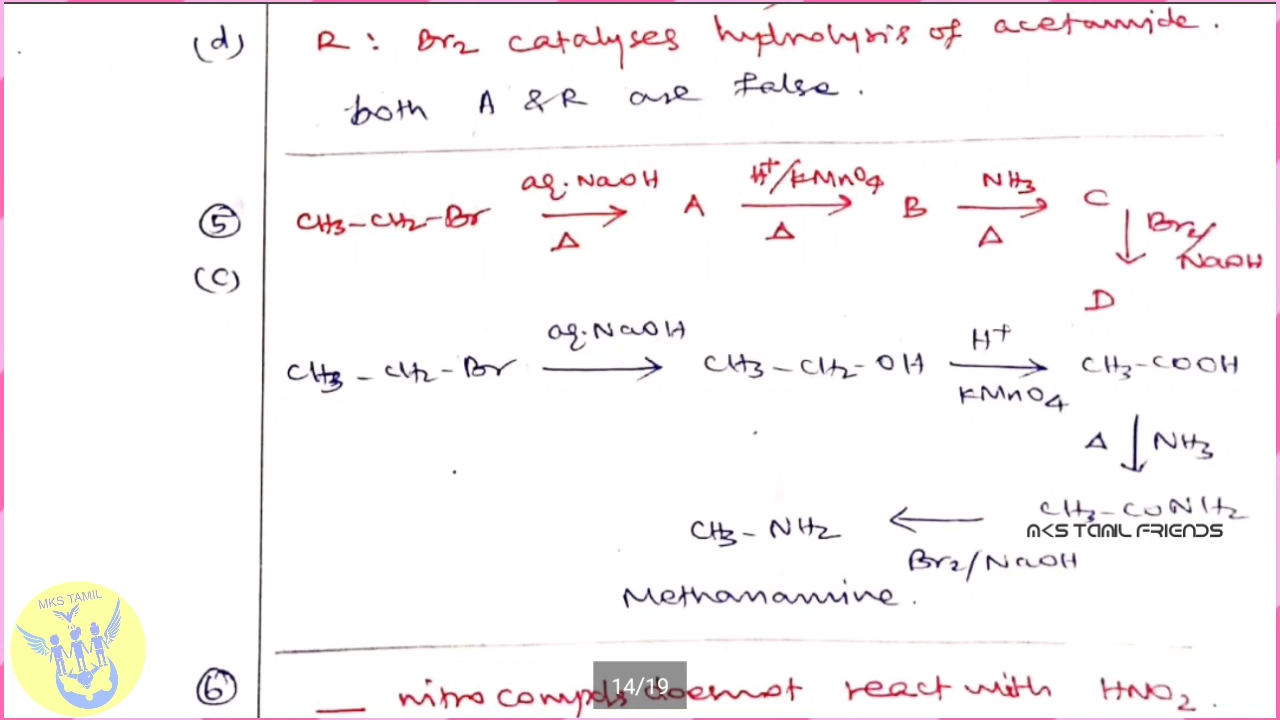 (d) R : Br2 catalyses hydrolysis of acetamide.
both A & R are false.
⑤ CH3-CH2-Br aq.NaOH → Δ A H+/KMnO4 → Δ B NH3 → Δ C
↓ Br2/NaOH
(C)
D
CH3-CH2-Br aq.NaOH → CH3-CH2-OH H+ → KMnO4 CH3-COOH
Δ ↓ NH3
CH3-NH2 ← Br2/NaOH CH3-CONH2
MKS TAMIL FRIENDS
Methanamine.
MKS TAMIL
⑥ __ nitro compds doesnot react with HNO2.
14/19